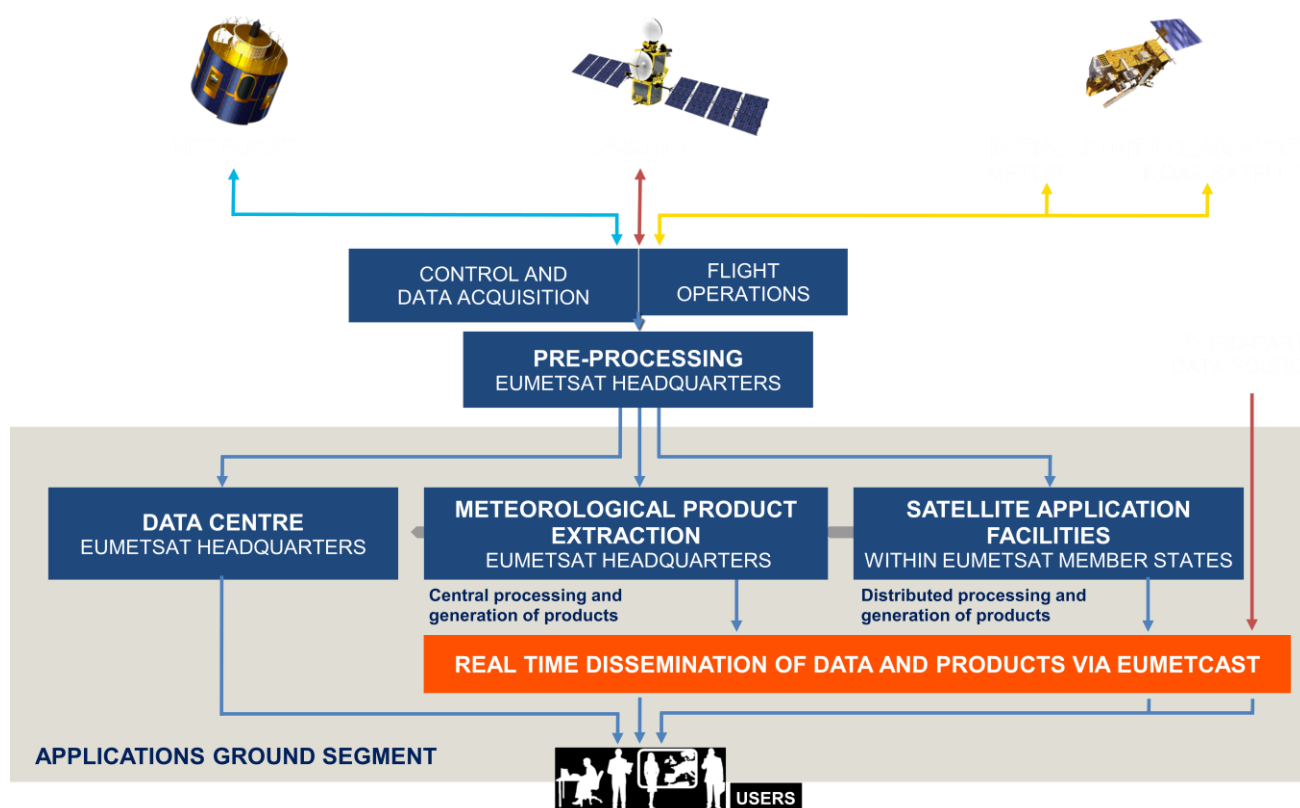 CONTROL AND
DATA ACQUISITION
FLIGHT
OPERATIONS
PRE-PROCESSING
EUMETSAT HEADQUARTERS
DATA CENTRE
EUMETSAT HEADQUARTERS
METEOROLOGICAL PRODUCT
EXTRACTION
EUMETSAT HEADQUARTERS
SATELLITE APPLICATION
FACILITIES
WITHIN EUMETSAT MEMBER STATES
Central processing and
generation of products
Distributed processing and
generation of products
REAL TIME DISSEMINATION OF DATA AND PRODUCTS VIA EUMETCAST
APPLICATIONS GROUND SEGMENT
USERS